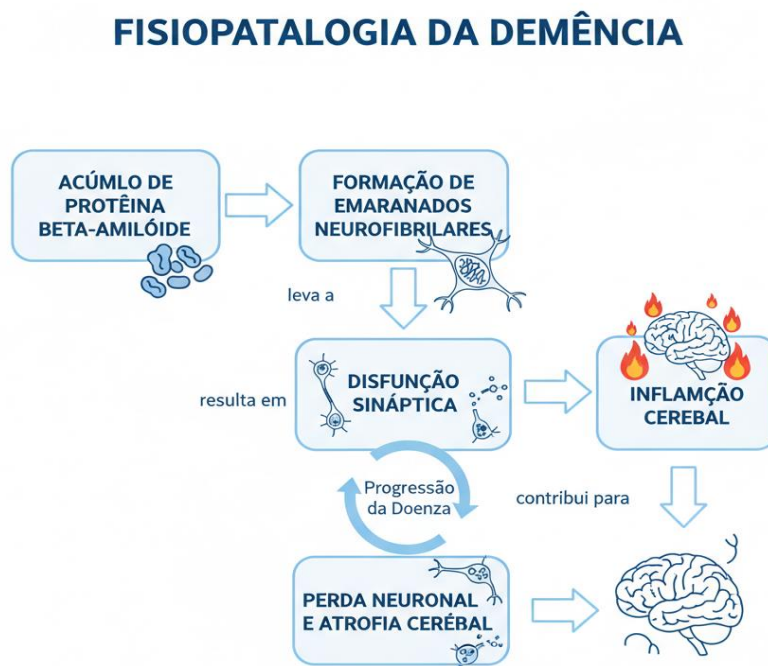 FISIOPATALOGIA DA DEMÊNCIA
ACÚMLO DE
PROTÊINA
BETA-AMILÓIDE
FORMAÇÃO DE
EMARANADOS
NEUROFIBRILARES
leva a
resulta em
DISFUNÇÃO
SINÁPTICA
INFLAMÇÃO
CEREBAL
Progressão
da Doenza
contribui para
PERDA NEURONAL
E ATROFIA CERÉBAL